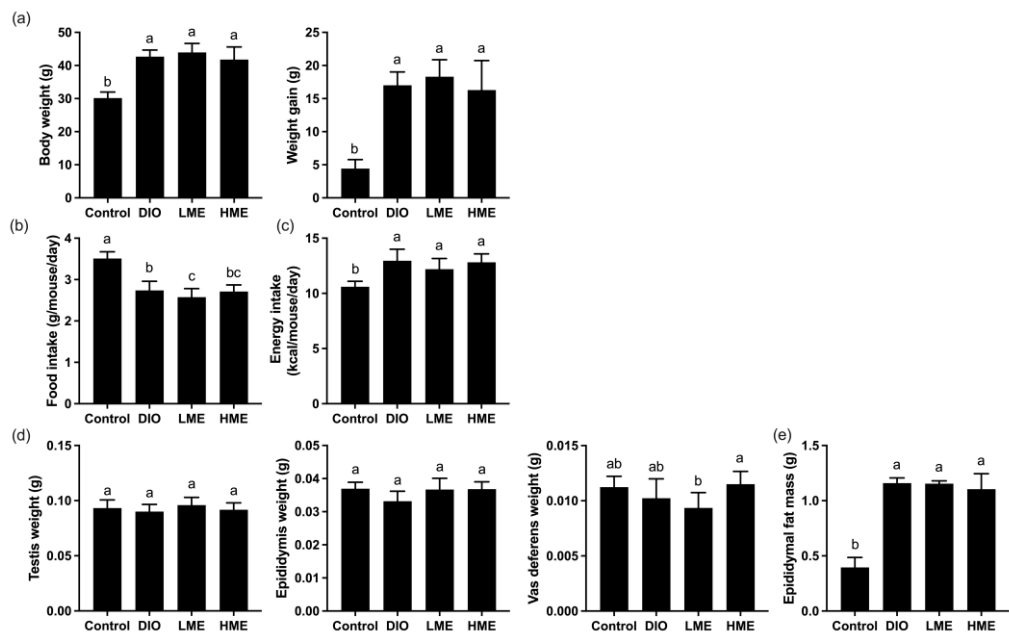 (a)
Body weight (g)
50
40
30
20
10
0
b
a
a
a
Control DIO LME HME
Weight gain (g)
25
20
15
10
5
0
b
a
a
a
Control DIO LME HME
(b)
Food intake (g/mouse/day)
4
3
2
1
0
a
b
c
bc
Control DIO LME HME
(c)
Energy intake
(kcal/mouse/day)
15
10
5
0
b
a
a
a
Control DIO LME HME
(d)
Testis weight (g)
0.15
0.10
0.05
0.00
a
a
a
a
Control DIO LME HME
Epididymis weight (g)
0.05
0.04
0.03
0.02
0.01
0.00
a
a
a
a
Control DIO LME HME
Vas deferens weight (g)
0.015
0.010
0.005
0.000
ab
ab
b
a
Control DIO LME HME
(e)
Epididymal fat mass (g)
1.5
1.0
0.5
0.0
b
a
a
a
Control DIO LME HME